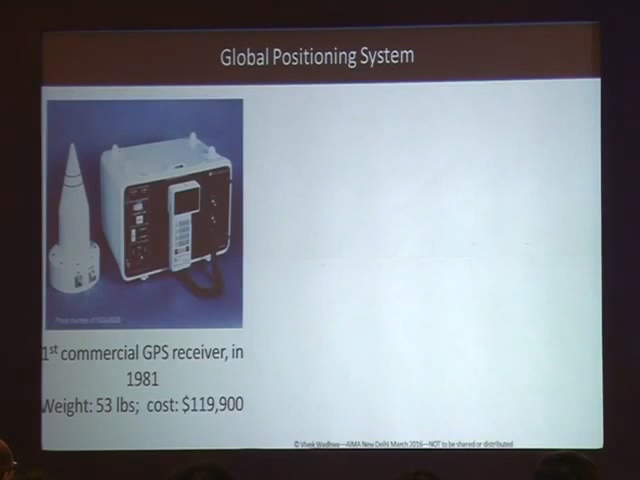 Global Positioning System
1st commercial GPS receiver, in
1981
Weight: 53 lbs; cost: $119,900
© Vivek Wadhwa—AIMA New Delhi March 2016—NOT to be shared or distributed